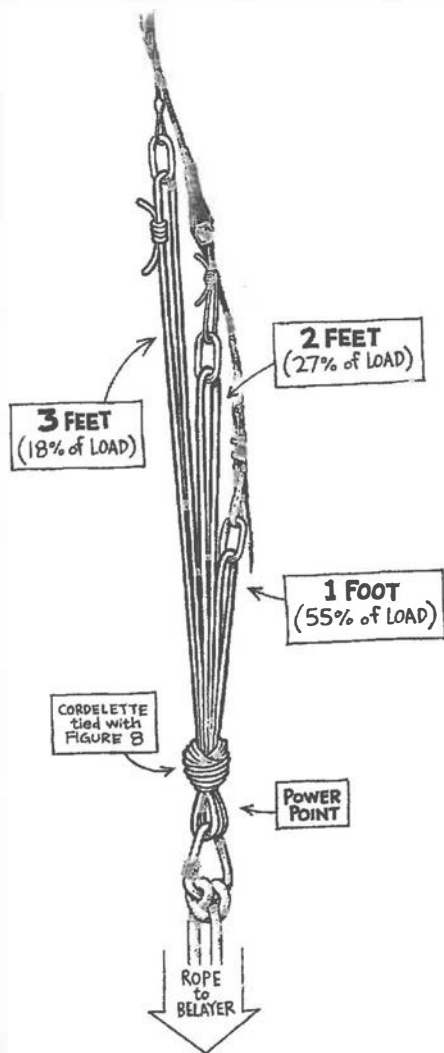 2 FEET
(27% of LOAD)
3 FEET
(18% of LOAD)
1 FOOT
(55% of LOAD)
CORDELETTE
tied with
FIGURE 8
POWER
POINT
ROPE
to
BELAYER